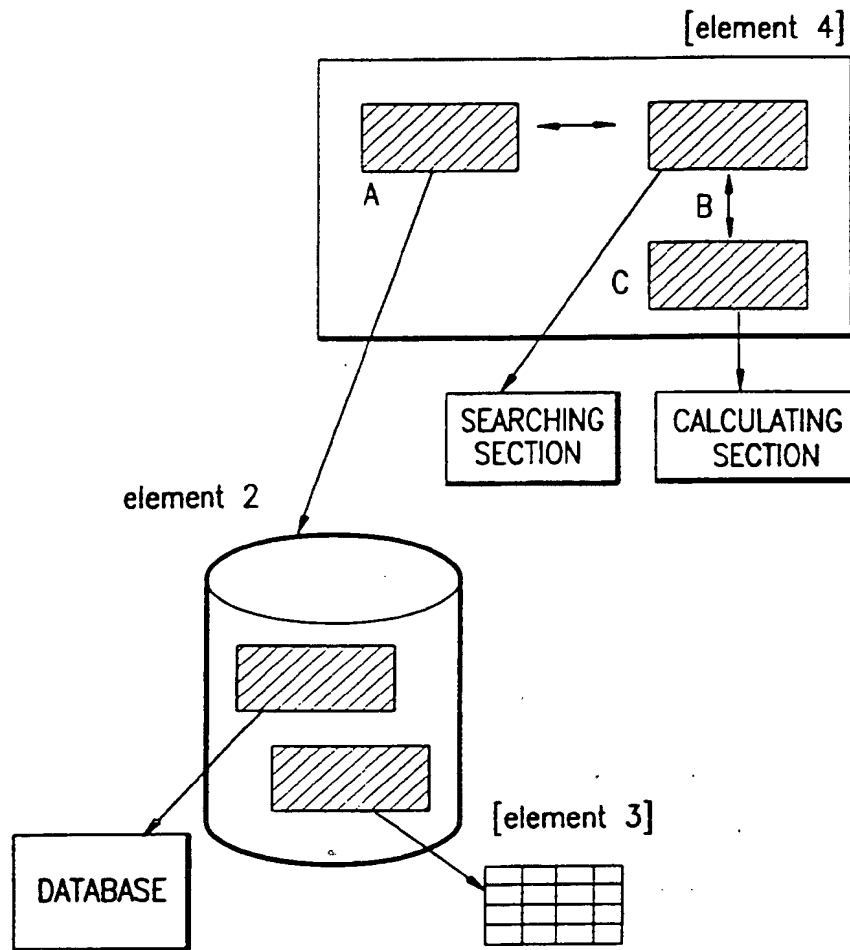 [element 4]
A
B
C
SEARCHING
SECTION
CALCULATING
SECTION
element 2
[element 3]
DATABASE